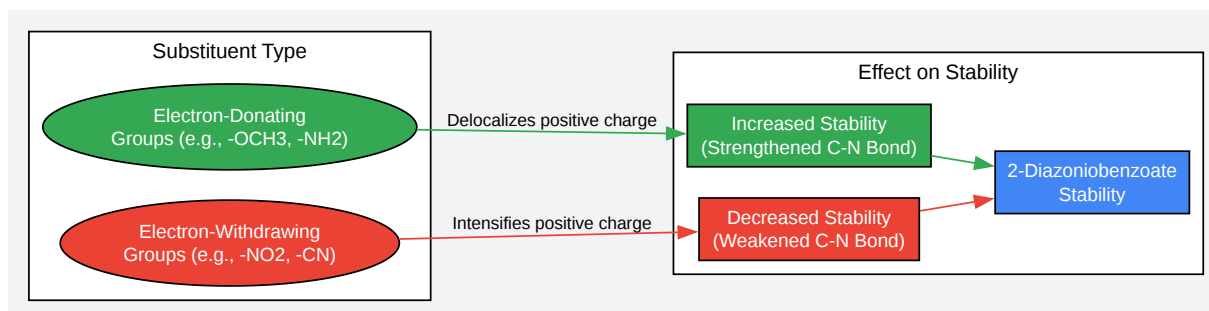 Substituent Type
Electron-Donating
Groups (e.g., -OCH3, -NH2)
Electron-Withdrawing
Groups (e.g., -NO2, -CN)
Delocalizes positive charge
Intensifies positive charge
Effect on Stability
Increased Stability
(Strengthened C-N Bond)
Decreased Stability
(Weakened C-N Bond)
2-Diazoniobenzoate
Stability